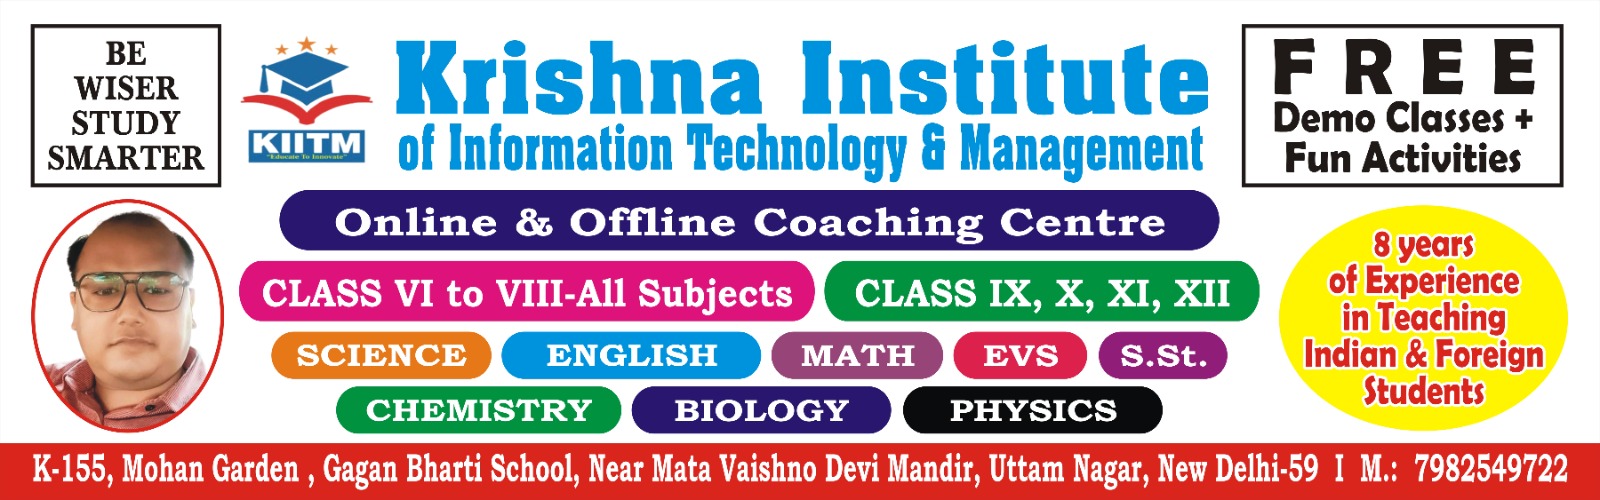 BE
WISER
STUDY
SMARTER
KIITM
"Educate To Innovate"
Krishna Institute
of Information Technology & Management
FREE
Demo Classes +
Fun Activities
Online & Offline Coaching Centre
CLASS VI to VIII-All Subjects
CLASS IX, X, XI, XII
SCIENCE
ENGLISH
MATH
EVS
S.St.
CHEMISTRY
BIOLOGY
PHYSICS
8 years
of Experience
in Teaching
Indian & Foreign
Students
K-155, Mohan Garden , Gagan Bharti School, Near Mata Vaishno Devi Mandir, Uttam Nagar, New Delhi-59 I M.: 7982549722